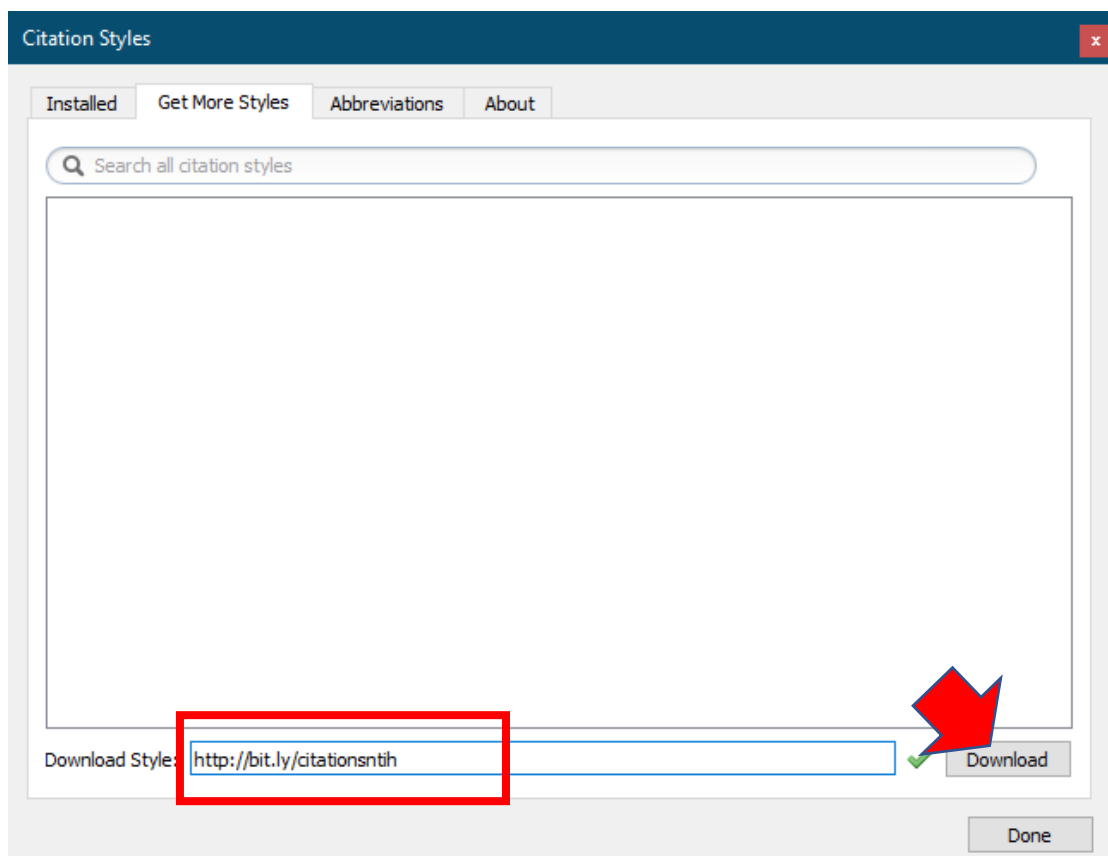 Citation Styles
x
Installed Get More Styles Abbreviations About
Search all citation styles
Download Style: http://bit.ly/citationsntih Download
Done